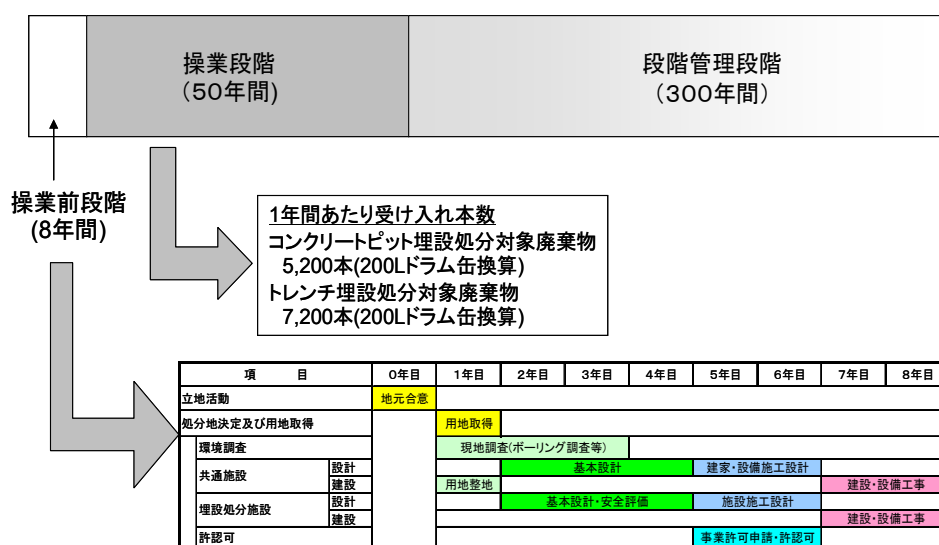 操業段階
(50年間)
段階管理段階
(300年間)
操業前段階
(8年間)
1年間あたり受け入れ本数
コンクリートピット埋設処分対象廃棄物
5,200本(200Lドラム缶換算)
トレンチ埋設処分対象廃棄物
7,200本(200Lドラム缶換算)
項 目 0年目 1年目 2年目 3年目 4年目 5年目 6年目 7年目 8年目
立地活動 地元合意
処分地決定及び用地取得 用地取得
環境調査 現地調査(ボーリング調査等)
共通施設 設計 基本設計 建家・設備施工設計
建設 用地整地 建設・設備工事
埋設処分施設 設計 基本設計・安全評価 施設施工設計
建設 建設・設備工事
許認可 事業許可申請・許認可